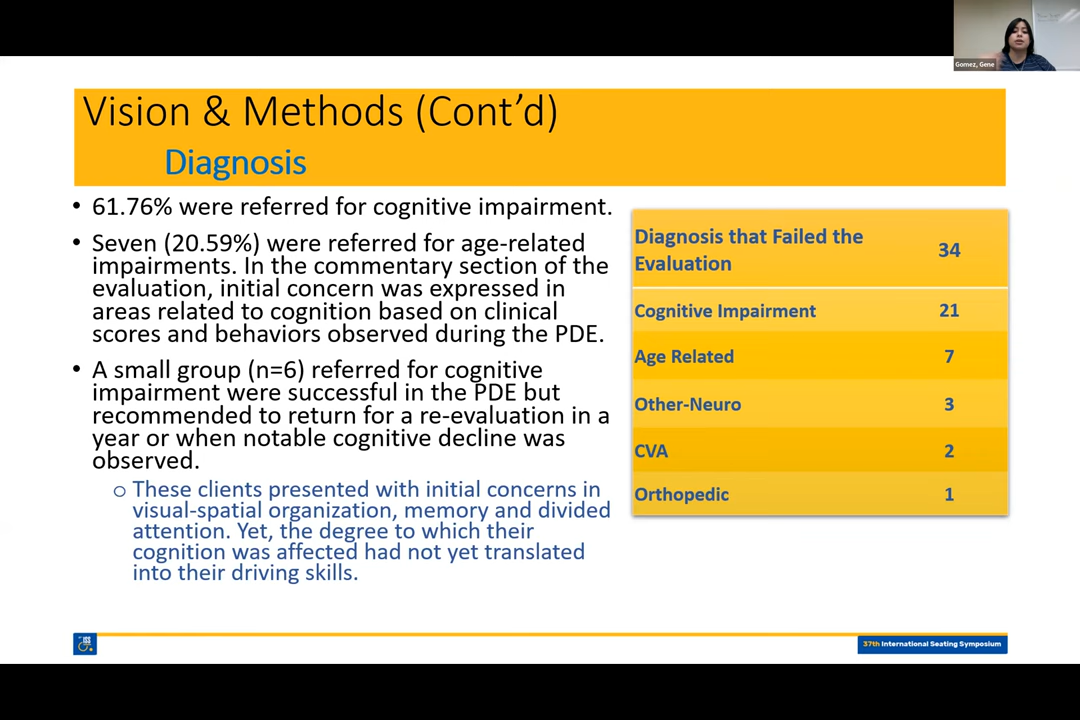 Gomez, Gene
Vision & Methods (Cont'd)
Diagnosis
• 61.76% were referred for cognitive impairment.
• Seven (20.59%) were referred for age-related
impairments. In the commentary section of the
evaluation, initial concern was expressed in
areas related to cognition based on clinical
scores and behaviors observed during the PDE.
• A small group (n=6) referred for cognitive
impairment were successful in the PDE but
recommended to return for a re-evaluation in a
year or when notable cognitive decline was
observed.
o These clients presented with initial concerns in
visual-spatial organization, memory and divided
attention. Yet, the degree to which their
cognition was affected had not yet translated
into their driving skills.
Diagnosis that Failed the
Evaluation 34
Cognitive Impairment 21
Age Related 7
Other-Neuro 3
CVA 2
Orthopedic 1
37th International Seating Symposium